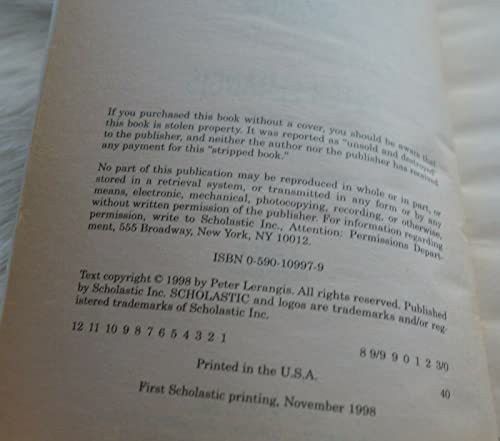 If you purchased this book without a cover, you should be aware that
this book is stolen property. It was reported as "unsold and destroyed"
to the publisher, and neither the author nor the publisher has received
any payment for this "stripped book."
No part of this publication may be reproduced in whole or in part, or
stored in a retrieval system, or transmitted in any form or by any
means, electronic, mechanical, photocopying, recording, or otherwise,
without written permission of the publisher. For information regarding
permission, write to Scholastic Inc., Attention: Permissions Depart-
ment, 555 Broadway, New York, NY 10012.
ISBN 0-590-10997-9
Text copyright © 1998 by Peter Lerangis. All rights reserved. Published
by Scholastic Inc. SCHOLASTIC and logos are trademarks and/or reg-
istered trademarks of Scholastic Inc.
12 11 10 9 8 7 6 5 4 3 2 1 8 9/9 9 0 1 2 3/0
Printed in the U.S.A. 40
First Scholastic printing, November 1998